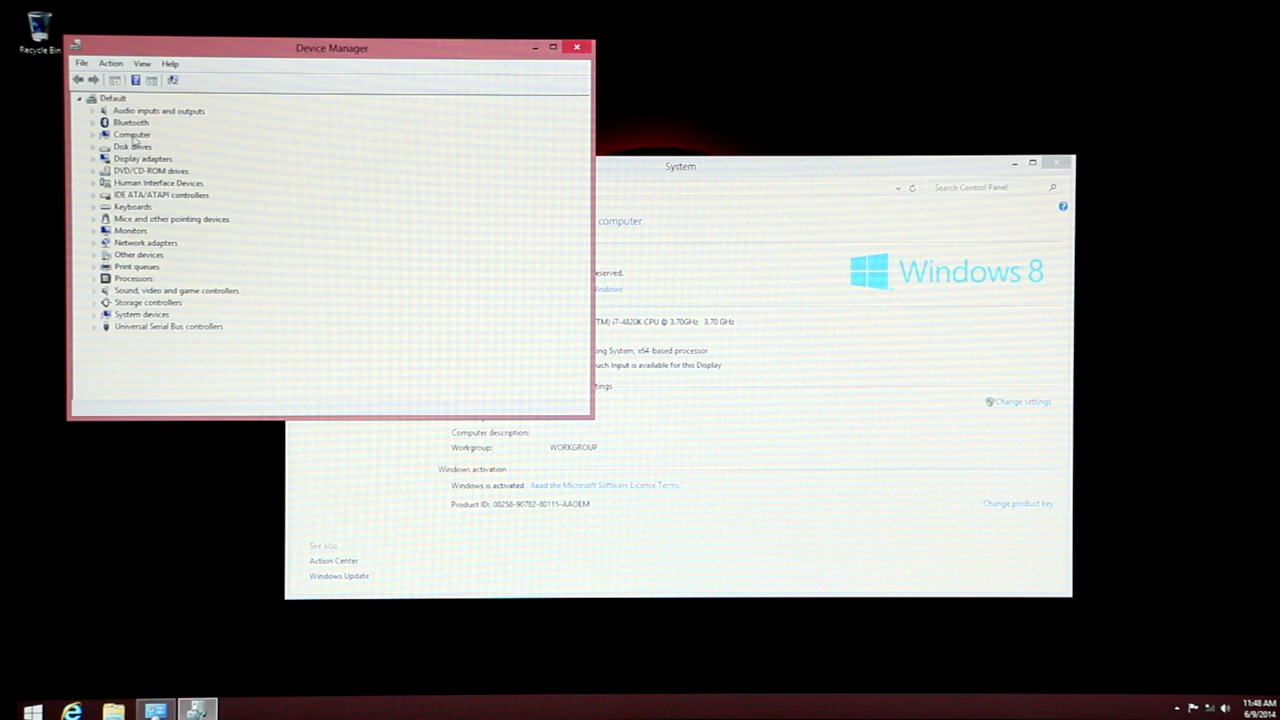 Recycle Bin
Device Manager
File Action View Help
Default
Audio inputs and outputs
Bluetooth
Computer
Disk drives
Display adapters
DVD/CD-ROM drives
Human Interface Devices
IDE ATA/ATAPI controllers
Keyboards
Mice and other pointing devices
Monitors
Network adapters
Other devices
Print queues
Processors
Sound, video and game controllers
Storage controllers
System devices
Universal Serial Bus controllers
System
Search Control Panel
computer
eserved.
indows
Windows 8
TM) i7-4820K CPU @ 3.70GHz 3.70 GHz
ing System, x64-based processor
uch Input is available for this Display
ttings
Change settings
Computer description:
Workgroup: WORKGROUP
Windows activation
Windows is activated Read the Microsoft Software License Terms
Product ID: 00258-90782-80115-AAOEM
Change product key
See also
Action Center
Windows Update
11:48 AM
6/9/2014